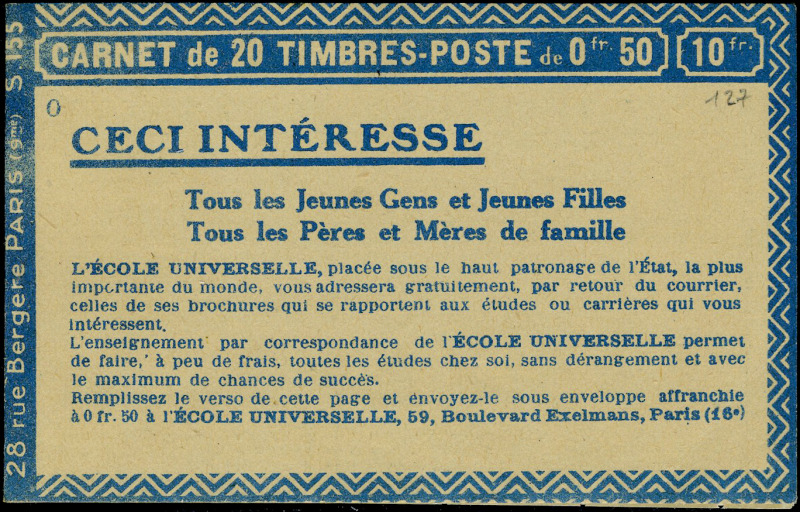 CARNET de 20 TIMBRES-POSTE de 0 fr. 50 10 fr.
O
127
CECI INTÉRESSE
Tous les Jeunes Gens et Jeunes Filles
Tous les Pères et Mères de famille
L'ÉCOLE UNIVERSELLE, placée sous le haut patronage de l'État, la plus
importante du monde, vous adressera gratuitement, par retour du courrier,
celles de ses brochures qui se rapportent aux études ou carrières qui vous
intéressent.
L'enseignement par correspondance de l'ÉCOLE UNIVERSELLE permet
de faire, à peu de frais, toutes les études chez soi, sans dérangement et avec
le maximum de chances de succès.
Remplissez le verso de cette page et envoyez-le sous enveloppe affranchie
à 0 fr. 50 à l'ÉCOLE UNIVERSELLE, 59, Boulevard Exelmans, Paris (16e)
28 rue Bergère PARIS (9me) S 155